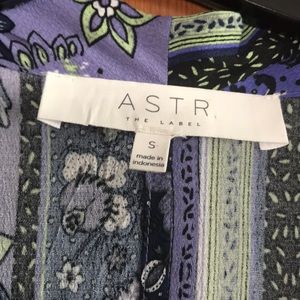 ASTR
THE LABEL
S
made in
indonesia